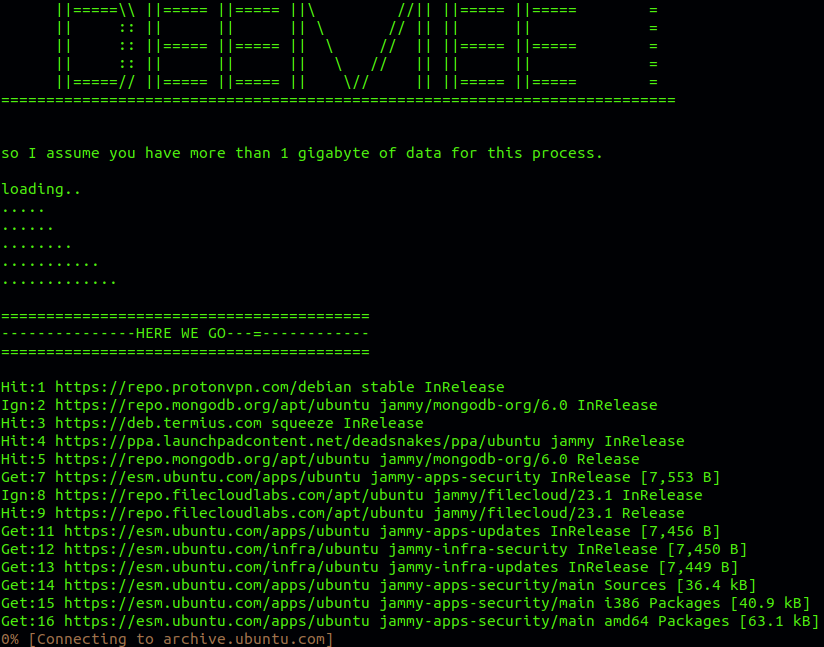 ||=====\\ ||===== ||===== ||\         //|| ||===== ||=====        =
||     :: ||      ||      || \       // || ||      ||             =
||     :: ||===== ||===== ||  \     //  || ||===== ||=====        =
||     :: ||      ||      ||   \   //   || ||      ||             =
||=====// ||===== ||===== ||    \//     || ||===== ||=====        =
===========================================================================
so I assume you have more than 1 gigabyte of data for this process.
loading..
.....
......
........
...........
.............
=========================================
---------------HERE WE GO---=------------
=========================================
Hit:1 https://repo.protonvpn.com/debian stable InRelease
Ign:2 https://repo.mongodb.org/apt/ubuntu jammy/mongodb-org/6.0 InRelease
Hit:3 https://deb.termius.com squeeze InRelease
Hit:4 https://ppa.launchpadcontent.net/deadsnakes/ppa/ubuntu jammy InRelease
Hit:5 https://repo.mongodb.org/apt/ubuntu jammy/mongodb-org/6.0 Release
Get:7 https://esm.ubuntu.com/apps/ubuntu jammy-apps-security InRelease [7,553 B]
Ign:8 https://repo.filecloudlabs.com/apt/ubuntu jammy/filecloud/23.1 InRelease
Hit:9 https://repo.filecloudlabs.com/apt/ubuntu jammy/filecloud/23.1 Release
Get:11 https://esm.ubuntu.com/apps/ubuntu jammy-apps-updates InRelease [7,456 B]
Get:12 https://esm.ubuntu.com/infra/ubuntu jammy-infra-security InRelease [7,450 B]
Get:13 https://esm.ubuntu.com/infra/ubuntu jammy-infra-updates InRelease [7,449 B]
Get:14 https://esm.ubuntu.com/apps/ubuntu jammy-apps-security/main Sources [36.4 kB]
Get:15 https://esm.ubuntu.com/apps/ubuntu jammy-apps-security/main i386 Packages [40.9 kB]
Get:16 https://esm.ubuntu.com/apps/ubuntu jammy-apps-security/main amd64 Packages [63.1 kB]
0% [Connecting to archive.ubuntu.com]